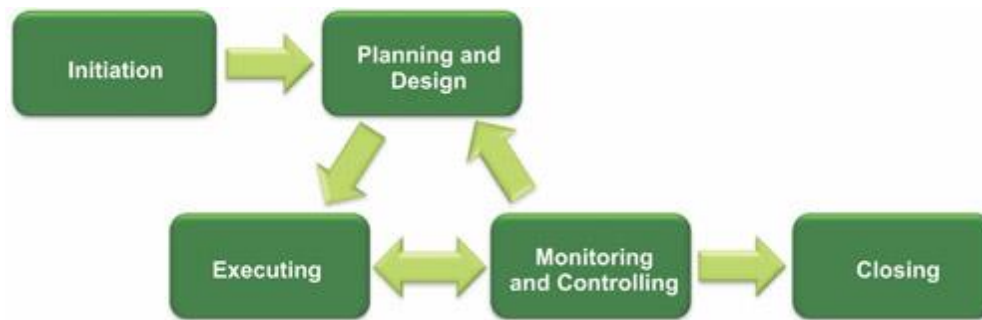 Initiation
Planning and
Design
Executing
Monitoring
and Controlling
Closing